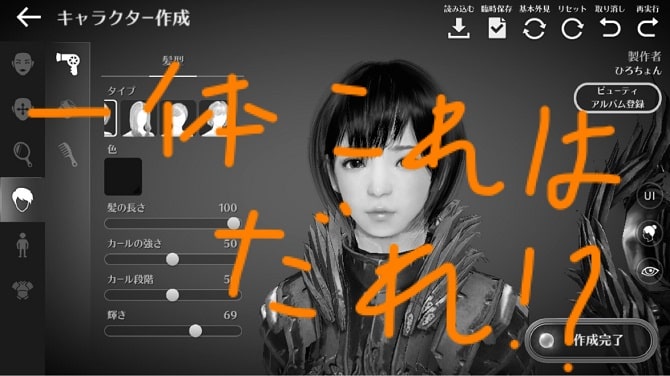 キャラクター作成
読み込む 臨時保存 基本外見 リセット 取り消し 再実行
製作者
ひろちょん
ビューティ
アルバム登録
髪型
タイプ
一体これは
だれ!?
色
髪の長さ 100
カールの強さ 50
カール段階 5
輝き 69
UI
作成完了